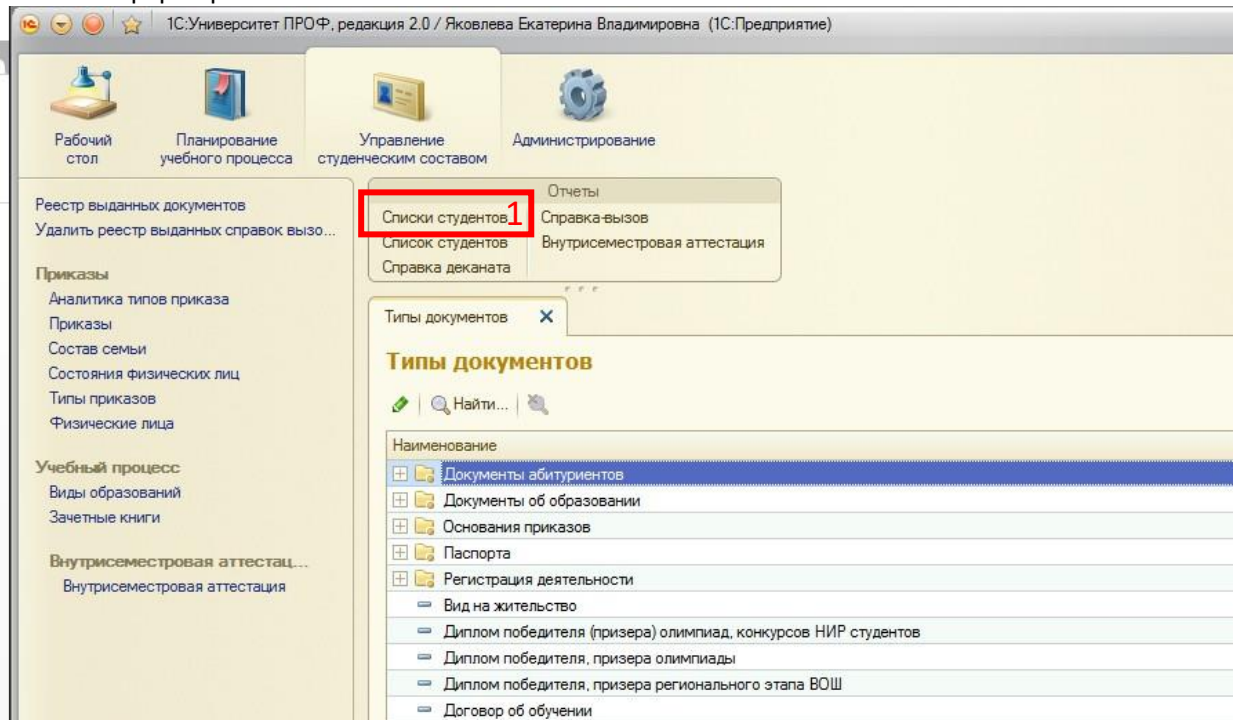 1С:Университет ПРОФ, редакция 2.0 / Яковлева Екатерина Владимировна (1С:Предприятие)
Рабочий стол
Планирование учебного процесса
Управление студенческим составом
Администрирование
Реестр выданных документов
Удалить реестр выданных справок вызо...
Приказы
Аналитика типов приказа
Приказы
Состав семьи
Состояния физических лиц
Типы приказов
Физические лица
Учебный процесс
Виды образований
Зачетные книги
Внутрисеместровая аттестац...
Внутрисеместровая аттестация
Отчеты
Списки студентов 1 Справка-вызов
Список студентов Внутрисеместровая аттестация
Справка деканата
Типы документов
Типы документов
Найти...
Наименование
Документы абитуриентов
Документы об образовании
Основания приказов
Паспорта
Регистрация деятельности
Вид на жительство
Диплом победителя (призера) олимпиад, конкурсов НИР студентов
Диплом победителя, призера олимпиады
Диплом победителя, призера регионального этапа ВОШ
Договор об обучении